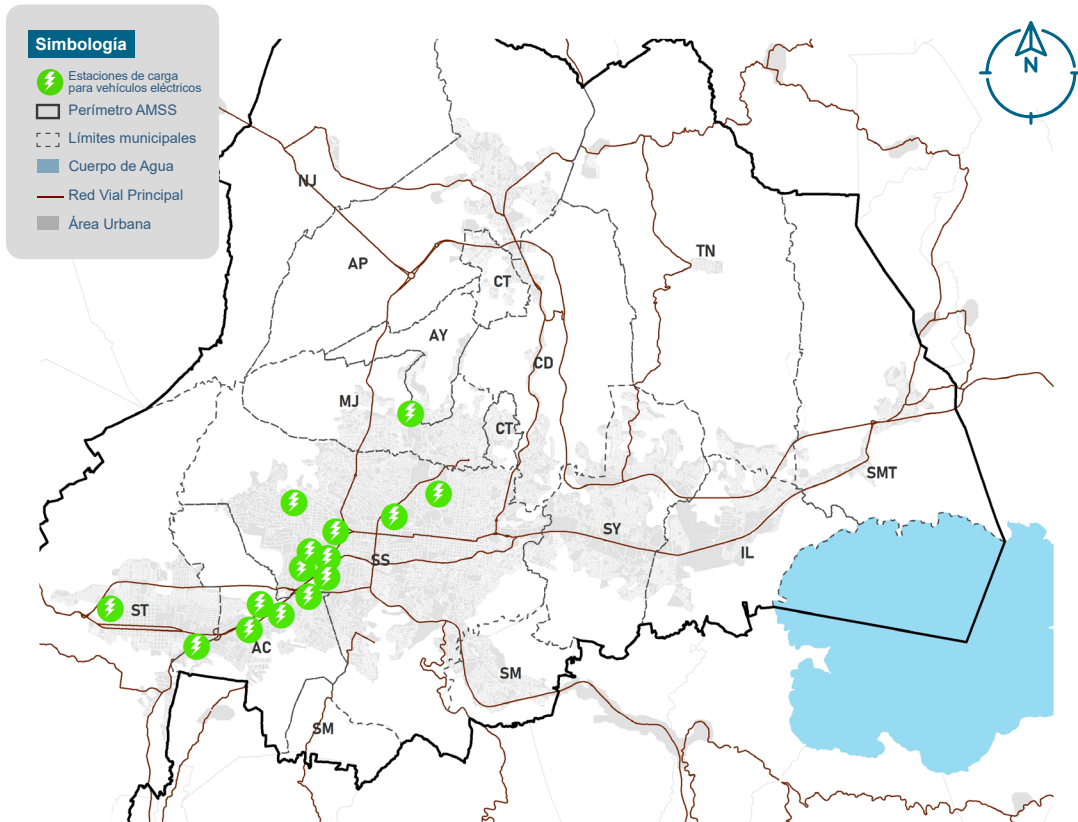 Simbología
Estaciones de carga
para vehículos eléctricos
Perímetro AMSS
Límites municipales
Cuerpo de Agua
Red Vial Principal
Área Urbana
N
NJ
AP
TN
CT
AY
CD
MJ
CT
SMT
SY
IL
SS
ST
AC
SM
SM